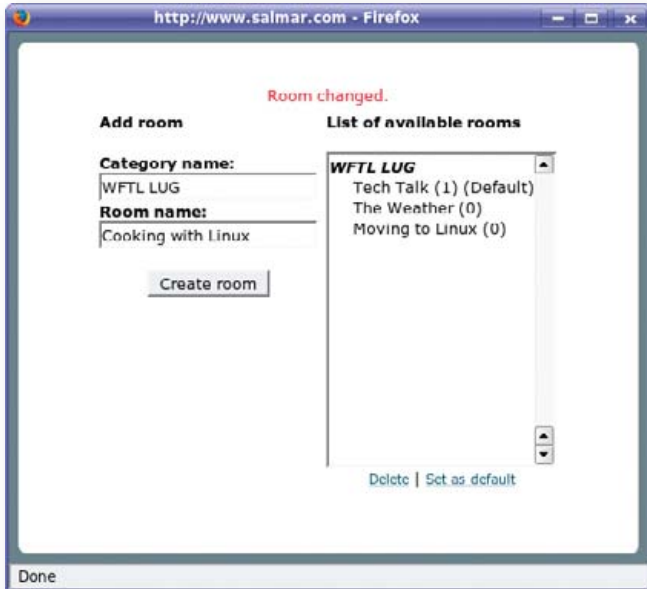 http://www.salmar.com - Firefox
Room changed.
Add room
Category name:
WFTL LUG
Room name:
Cooking with Linux
Create room
List of available rooms
WFTL LUG
Tech Talk (1) (Default)
The Weather (0)
Moving to Linux (0)
Delete | Set as default
Done